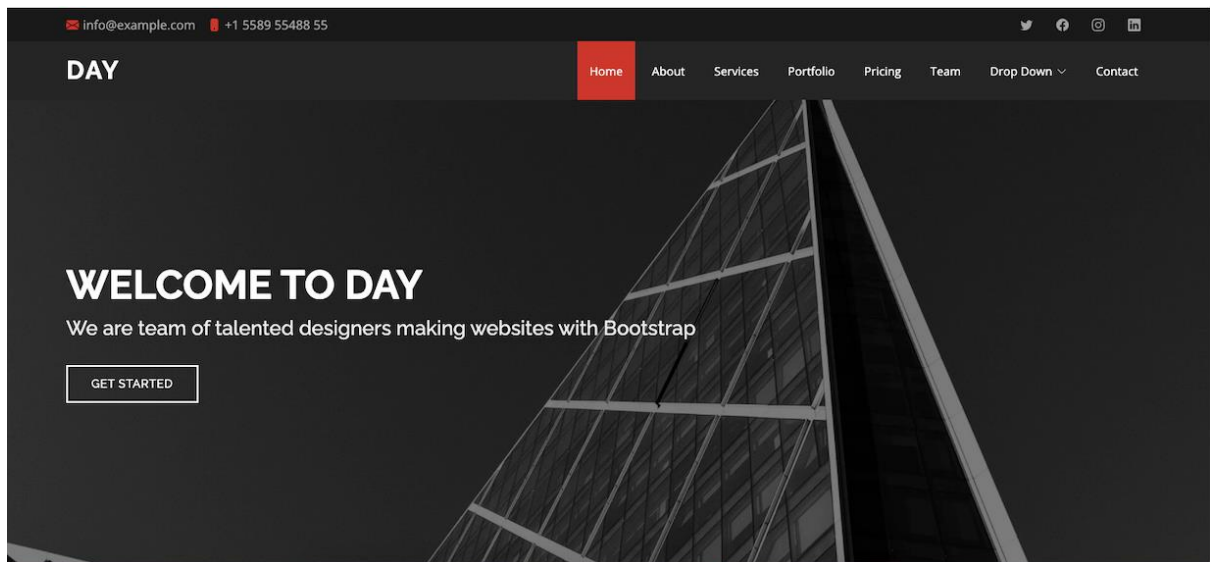 info@example.com +1 5589 55488 55
DAY
Home About Services Portfolio Pricing Team Drop Down Contact
WELCOME TO DAY
We are team of talented designers making websites with Bootstrap
GET STARTED